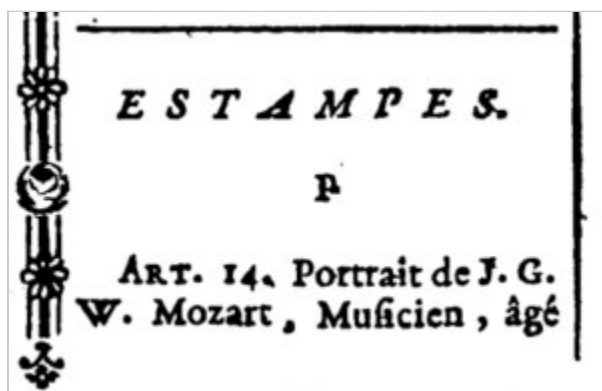 ESTAMPES.
P
ART. 14. Portrait de J. G.
W. Mozart, Muſicien, âgé